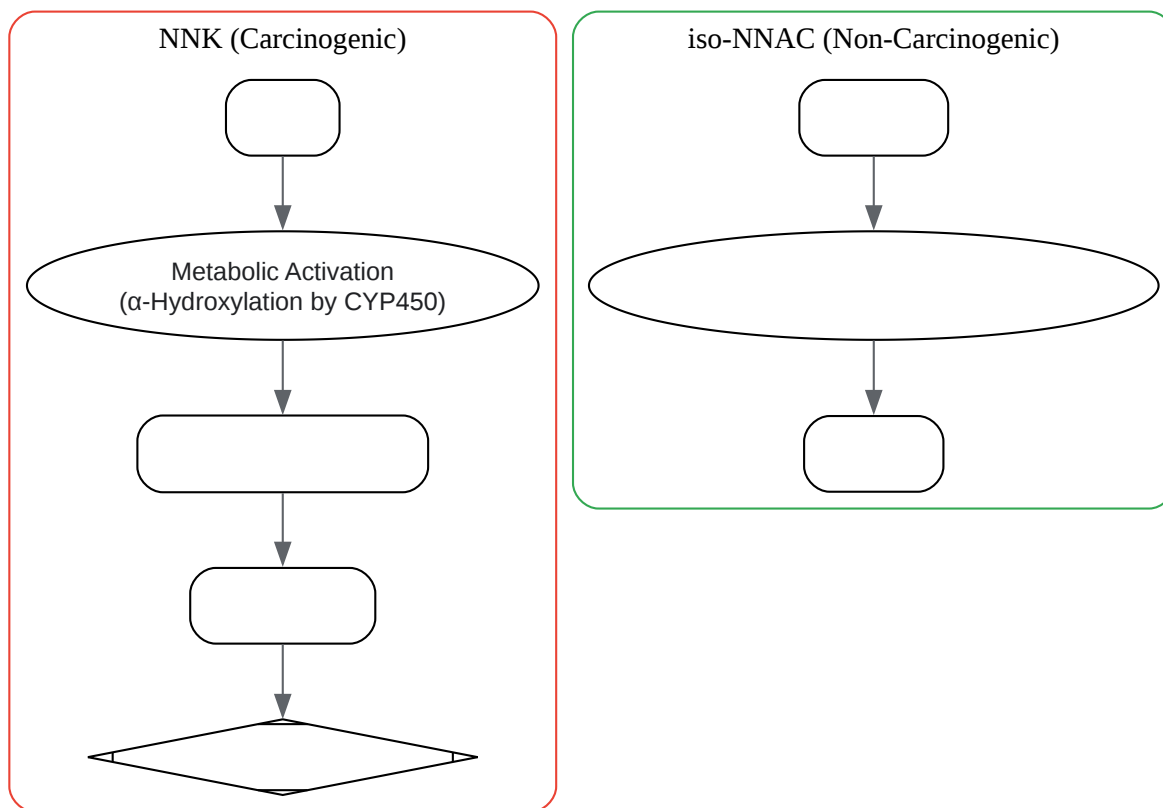 NNK (Carcinogenic)
Metabolic Activation
(α-Hydroxylation by CYP450)
iso-NNAC (Non-Carcinogenic)